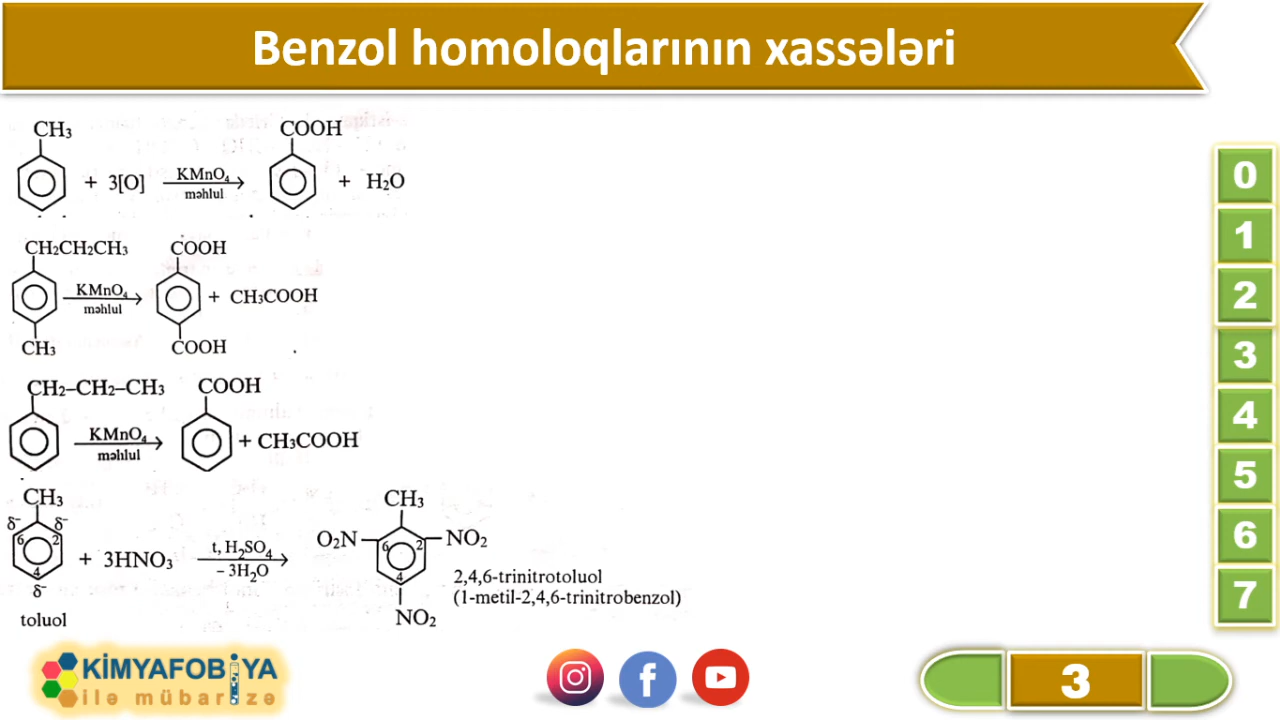 Benzol homoloqlarının xassələri
CH3
COOH
+ 3[O] KMnO4 + H2O
məhlul
CH2CH2CH3 COOH
KMnO4 + CH3COOH
məhlul
CH3 COOH
CH2–CH2–CH3 COOH
KMnO4 + CH3COOH
məhlul
CH3 CH3
δ– δ–
6 2
O2N 6 2 NO2
+ 3HNO3 t, H2SO4
– 3H2O
4 4
δ–
2,4,6-trinitrotoluol
(1-metil-2,4,6-trinitrobenzol)
toluol NO2
0
1
2
3
4
5
6
7
KİMYAFOBİYA
ilə mübarizə
3